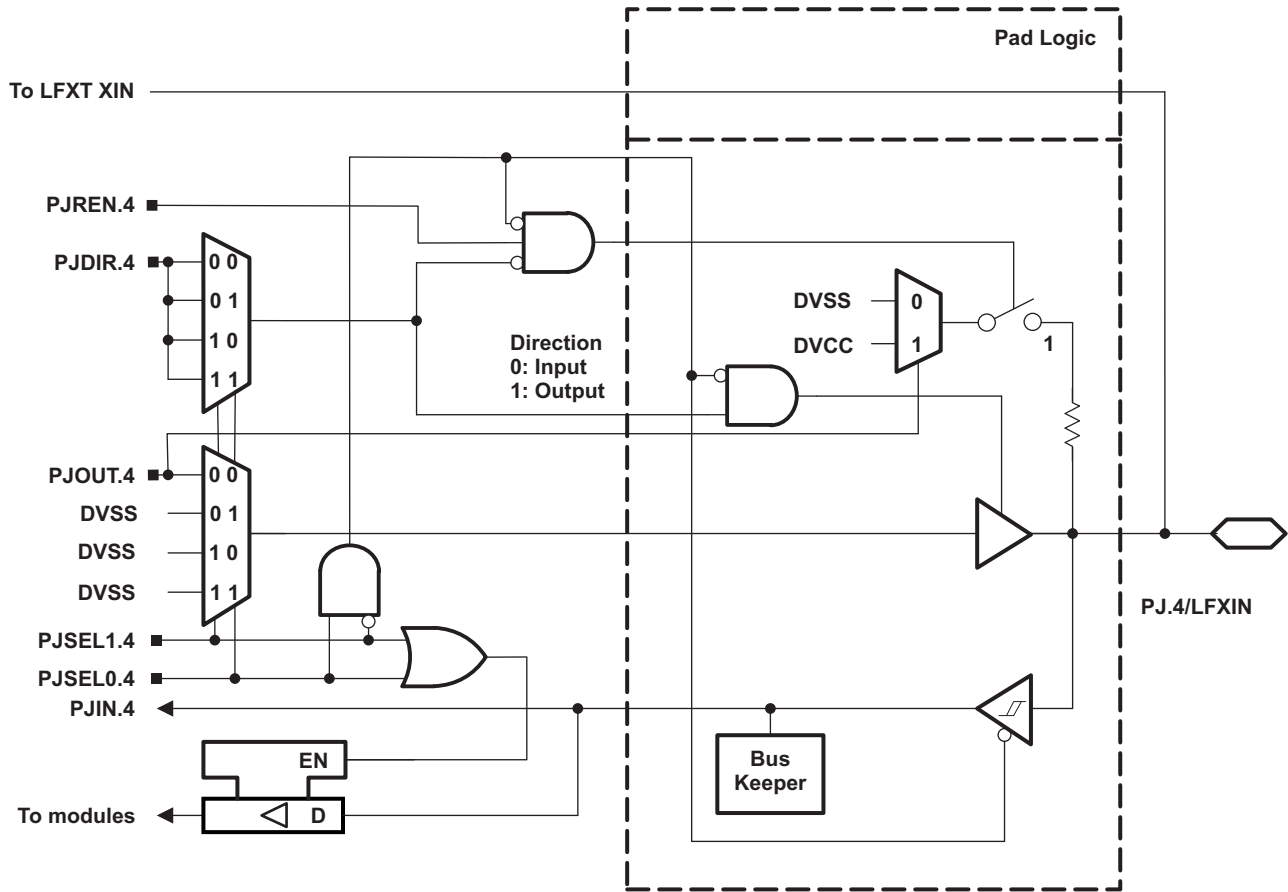 Pad Logic
To LFXT XIN
PJREN.4
PJDIR.4
0 0
0 1
1 0
1 1
Direction
0: Input
1: Output
DVSS
DVCC
0
1
1
PJOUT.4
DVSS
DVSS
DVSS
0 0
0 1
1 0
1 1
PJSEL1.4
PJSEL0.4
PJIN.4
PJ.4/LFXIN
EN
D
To modules
Bus
Keeper